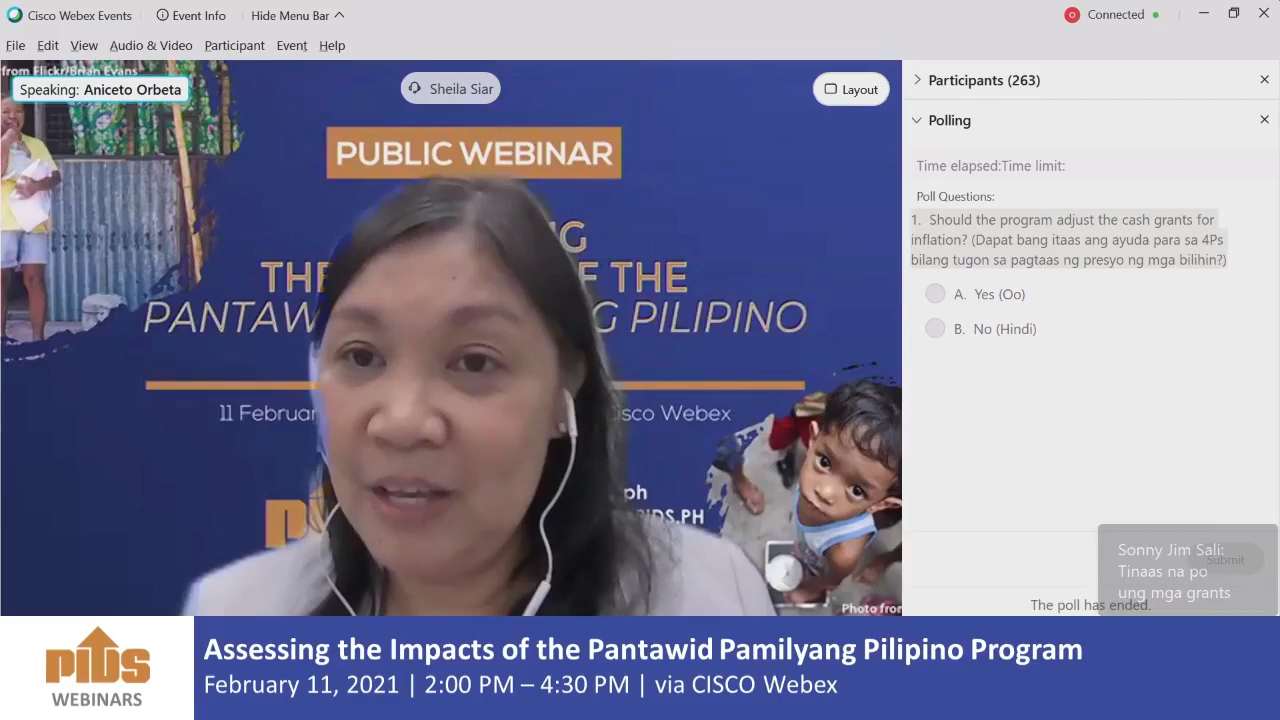 Cisco Webex Events
Event Info
Hide Menu Bar
Connected
File Edit View Audio & Video Participant Event Help
from Flickr/Brian Evans
Speaking: Aniceto Orbeta
Sheila Siar
Layout
PUBLIC WEBINAR
G
THE F THE
PANTAW G PILIPINO
11 Februar isco Webex
ph
PIDS.PH
Photo from
Participants (263)
Polling
Time elapsed:Time limit:
Poll Questions:
1. Should the program adjust the cash grants for
inflation? (Dapat bang itaas ang ayuda para sa 4Ps
bilang tugon sa pagtaas ng presyo ng mga bilihin?)
A. Yes (Oo)
B. No (Hindi)
Submit
Sonny Jim Sali:
Tinaas na po
ung mga grants
The poll has ended.
PIDS
WEBINARS
Assessing the Impacts of the Pantawid Pamilyang Pilipino Program
February 11, 2021 | 2:00 PM – 4:30 PM | via CISCO Webex